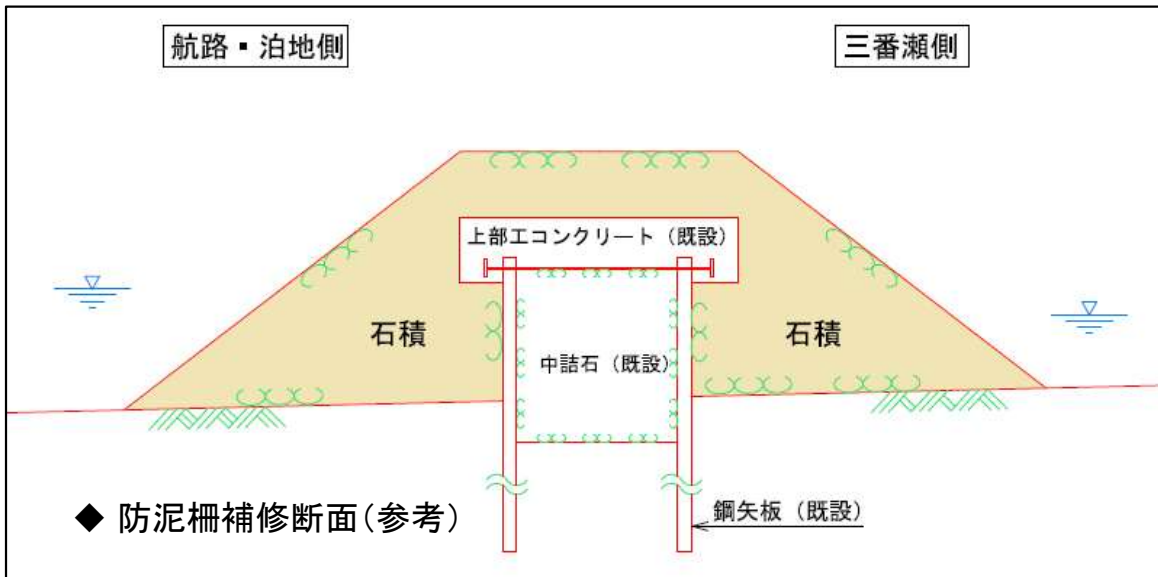 航路・泊地側
三番瀬側
上部工コンクリート（既設）
石積
石積
中詰石（既設）
鋼矢板（既設）
◆ 防泥柵補修断面（参考）